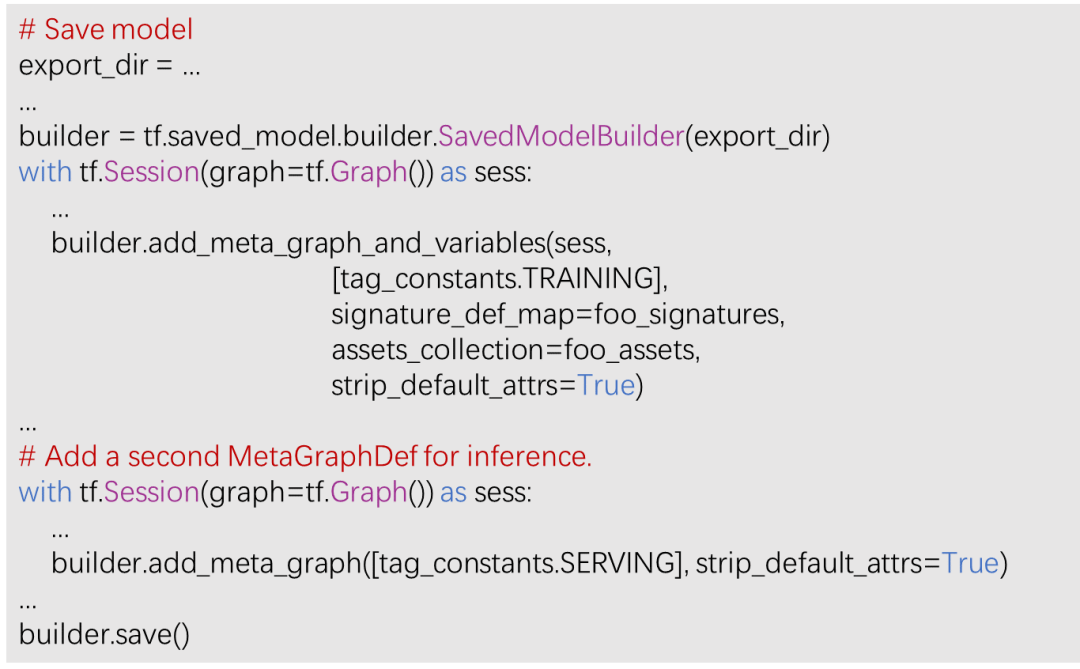 # Save model
export_dir = ...
...
builder = tf.saved_model.builder.SavedModelBuilder(export_dir)
with tf.Session(graph=tf.Graph()) as sess:
...
builder.add_meta_graph_and_variables(sess,
[tag_constants.TRAINING],
signature_def_map=foo_signatures,
assets_collection=foo_assets,
strip_default_attrs=True)
...
# Add a second MetaGraphDef for inference.
with tf.Session(graph=tf.Graph()) as sess:
...
builder.add_meta_graph([tag_constants.SERVING], strip_default_attrs=True)
...
builder.save()